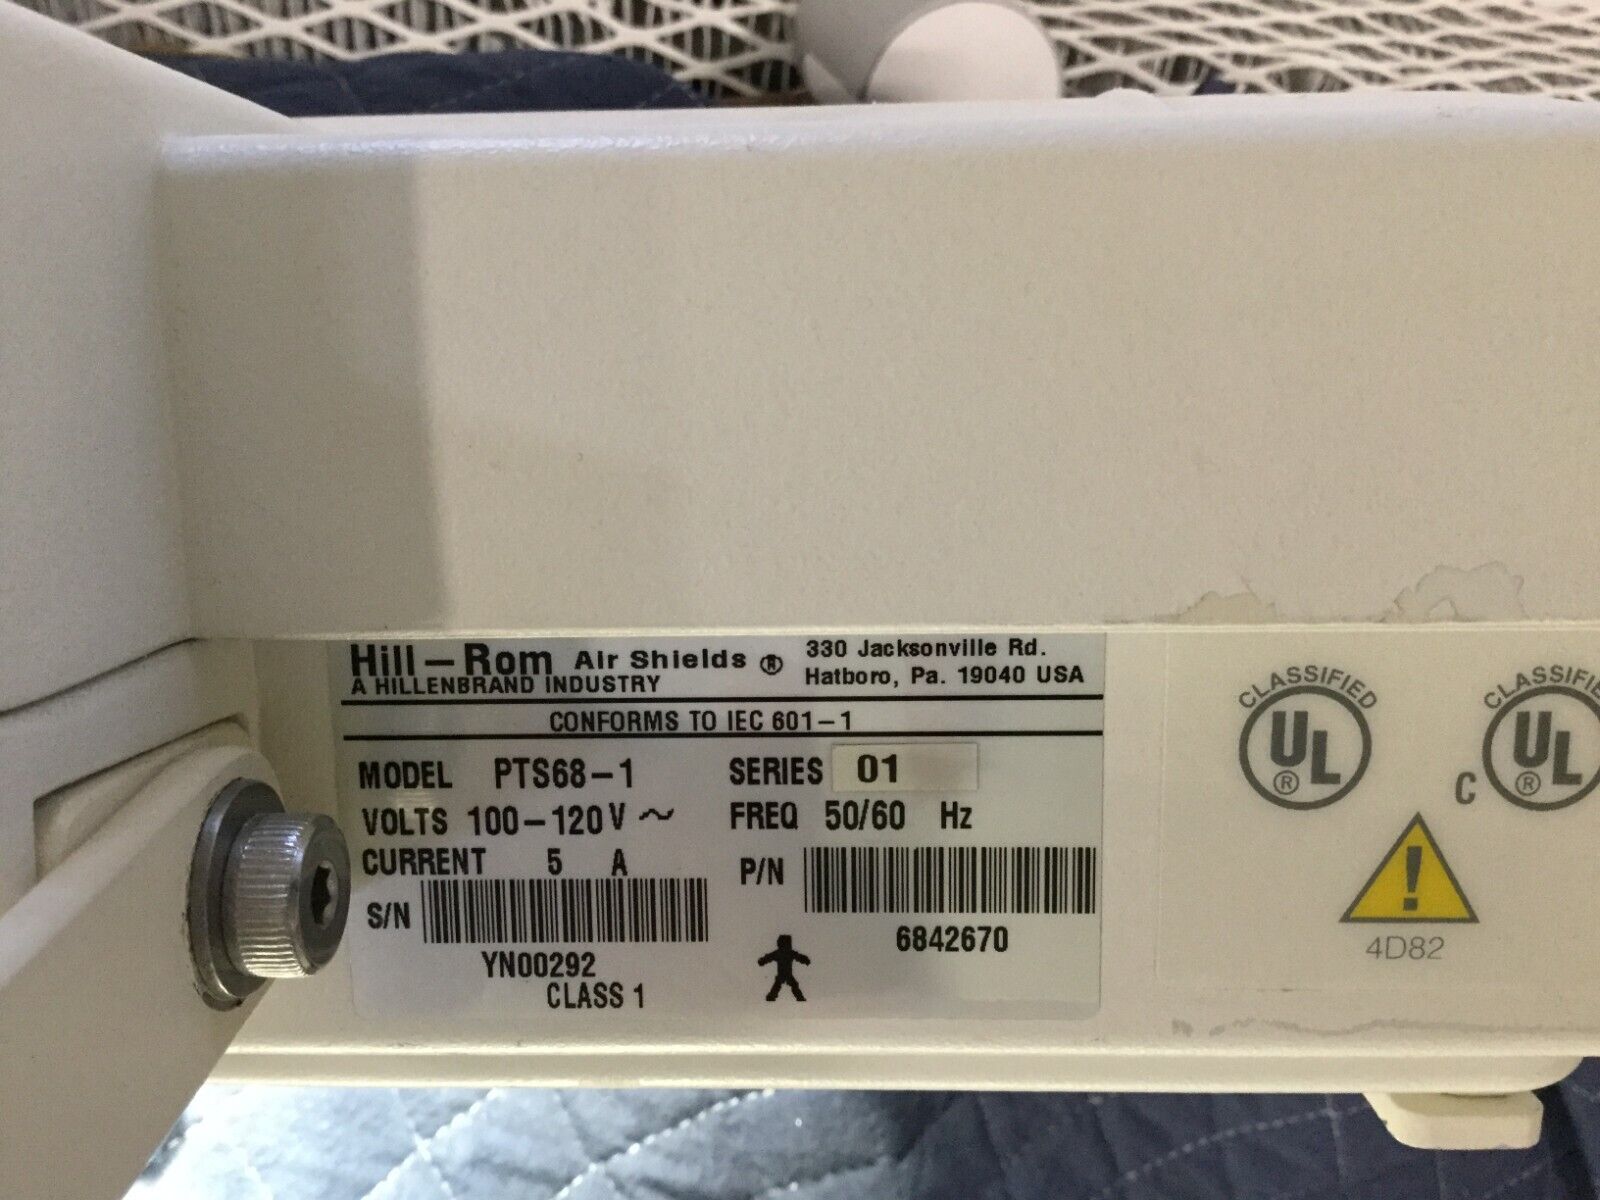 Hill-Rom Air Shields ®
A HILLENBRAND INDUSTRY
330 Jacksonville Rd.
Hatboro, Pa. 19040 USA
CONFORMS TO IEC 601-1
MODEL PTS68-1
SERIES 01
VOLTS 100-120V ~
FREQ 50/60 Hz
CURRENT 5 A
S/N
YN00292
CLASS 1
P/N
6842670
CLASSIFIED
UL
®
CLASSIFIE
C UL
®
!
4D82